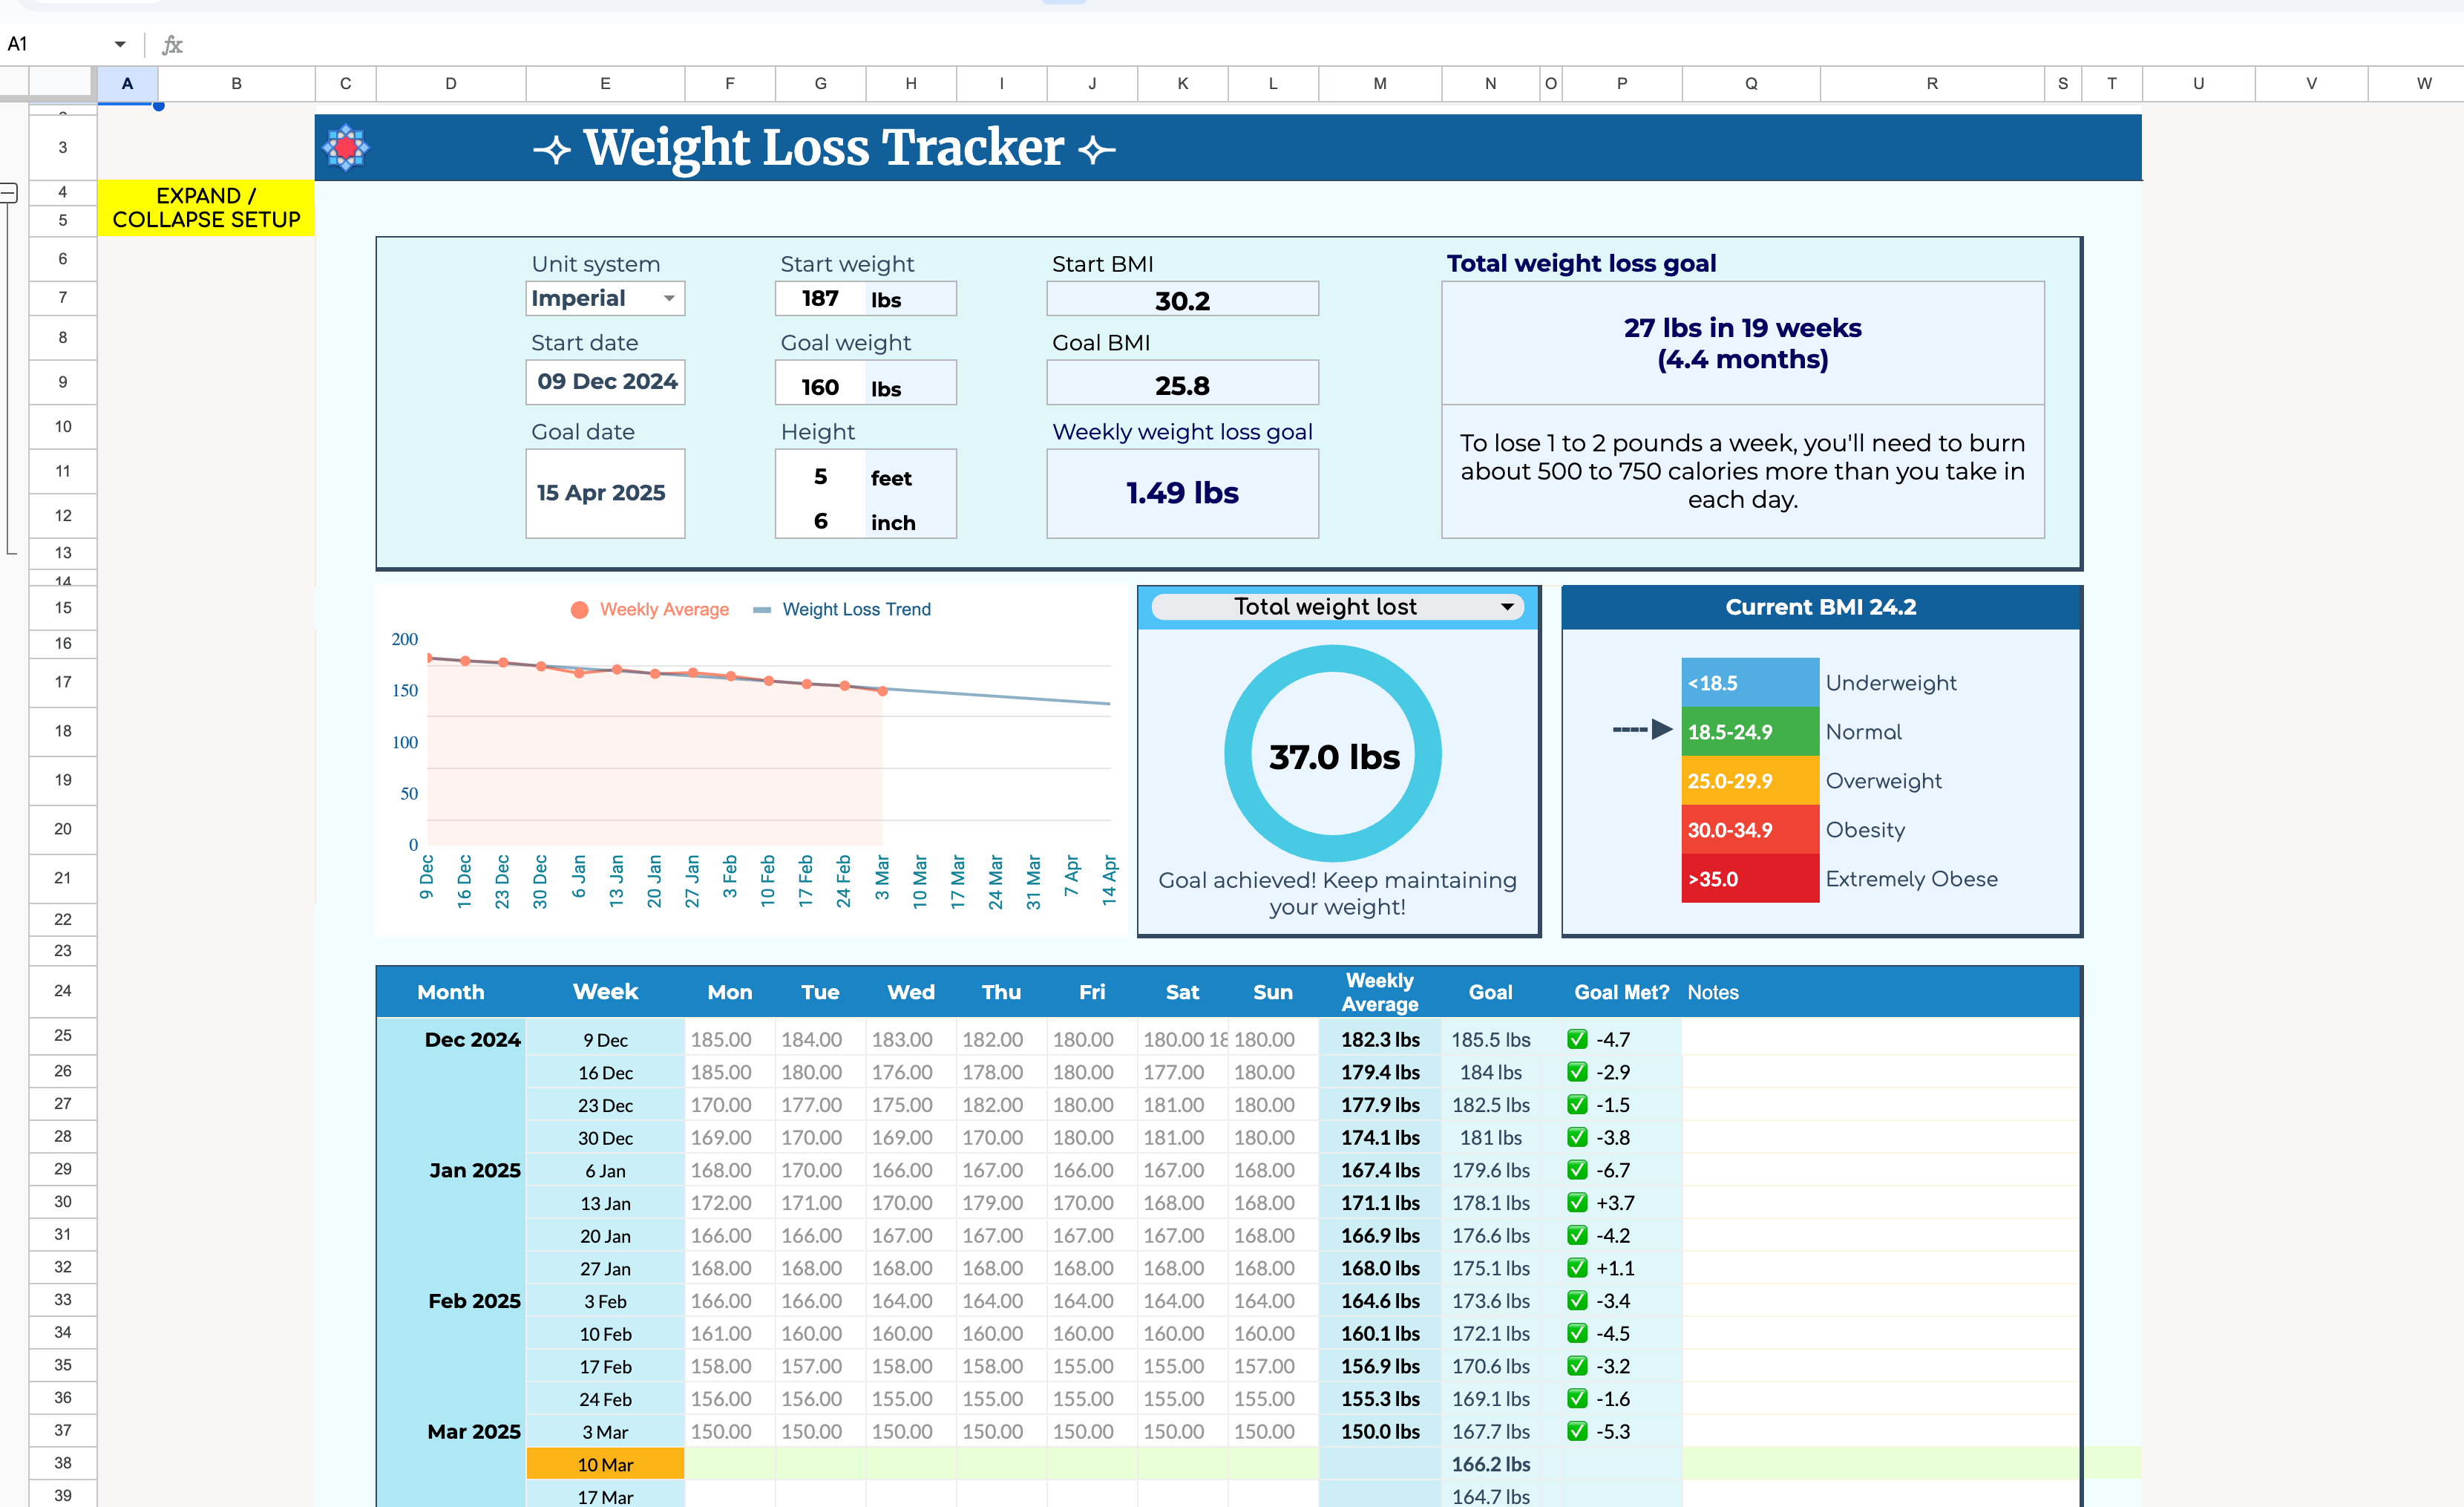 A1
fx
A B C D E F G H I J K L M N O P Q R S T U V W
3 ✧ Weight Loss Tracker ✧
4 EXPAND /
5 COLLAPSE SETUP
6 Unit system Start weight Start BMI Total weight loss goal
7 Imperial 187 lbs 30.2
27 lbs in 19 weeks
8 Start date Goal weight Goal BMI
(4.4 months)
9 09 Dec 2024 160 lbs 25.8
10 Goal date Height Weekly weight loss goal
To lose 1 to 2 pounds a week, you'll need to burn
11 5 feet
about 500 to 750 calories more than you take in
15 Apr 2025 1.49 lbs
each day.
12 6 inch
13
14
15 Weekly Average Weight Loss Trend
Total weight lost
Current BMI 24.2
16
17
18
19
20
21
22
23
200
150
100
50
0
9 Dec 16 Dec 23 Dec 30 Dec 6 Jan 13 Jan 20 Jan 27 Jan 3 Feb 10 Feb 17 Feb 24 Feb 3 Mar 10 Mar 17 Mar 24 Mar 31 Mar 7 Apr 14 Apr
37.0 lbs
Goal achieved! Keep maintaining
your weight!
<18.5 Underweight
18.5-24.9 Normal
25.0-29.9 Overweight
30.0-34.9 Obesity
>35.0 Extremely Obese
24 Month Week Mon Tue Wed Thu Fri Sat Sun Weekly Average Goal Goal Met? Notes
25 Dec 2024 9 Dec 185.00 184.00 183.00 182.00 180.00 180.00 18 180.00 182.3 lbs 185.5 lbs ✅ -4.7
26 16 Dec 185.00 180.00 176.00 178.00 180.00 177.00 180.00 179.4 lbs 184 lbs ✅ -2.9
27 23 Dec 170.00 177.00 175.00 182.00 180.00 181.00 180.00 177.9 lbs 182.5 lbs ✅ -1.5
28 30 Dec 169.00 170.00 169.00 170.00 180.00 181.00 180.00 174.1 lbs 181 lbs ✅ -3.8
29 Jan 2025 6 Jan 168.00 170.00 166.00 167.00 166.00 167.00 168.00 167.4 lbs 179.6 lbs ✅ -6.7
30 13 Jan 172.00 171.00 170.00 179.00 170.00 168.00 168.00 171.1 lbs 178.1 lbs ✅ +3.7
31 20 Jan 166.00 166.00 167.00 167.00 167.00 167.00 168.00 166.9 lbs 176.6 lbs ✅ -4.2
32 27 Jan 168.00 168.00 168.00 168.00 168.00 168.00 168.00 168.0 lbs 175.1 lbs ✅ +1.1
33 Feb 2025 3 Feb 166.00 166.00 164.00 164.00 164.00 164.00 164.00 164.6 lbs 173.6 lbs ✅ -3.4
34 10 Feb 161.00 160.00 160.00 160.00 160.00 160.00 160.00 160.1 lbs 172.1 lbs ✅ -4.5
35 17 Feb 158.00 157.00 158.00 158.00 155.00 155.00 157.00 156.9 lbs 170.6 lbs ✅ -3.2
36 24 Feb 156.00 156.00 155.00 155.00 155.00 155.00 155.00 155.3 lbs 169.1 lbs ✅ -1.6
37 Mar 2025 3 Mar 150.00 150.00 150.00 150.00 150.00 150.00 150.00 150.0 lbs 167.7 lbs ✅ -5.3
38 10 Mar 166.2 lbs
39 17 Mar 164.7 lbs